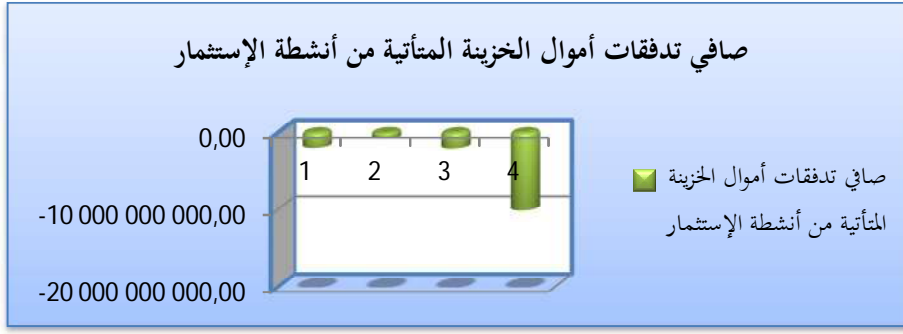 صافي تدفقات أموال الخزينة المتأتية من أنشطة الإستثمار
0,00
1 2 3 4
-10 000 000 000,00
-20 000 000 000,00
صافي تدفقات أموال الخزينة
المتأتية من أنشطة الإستثمار